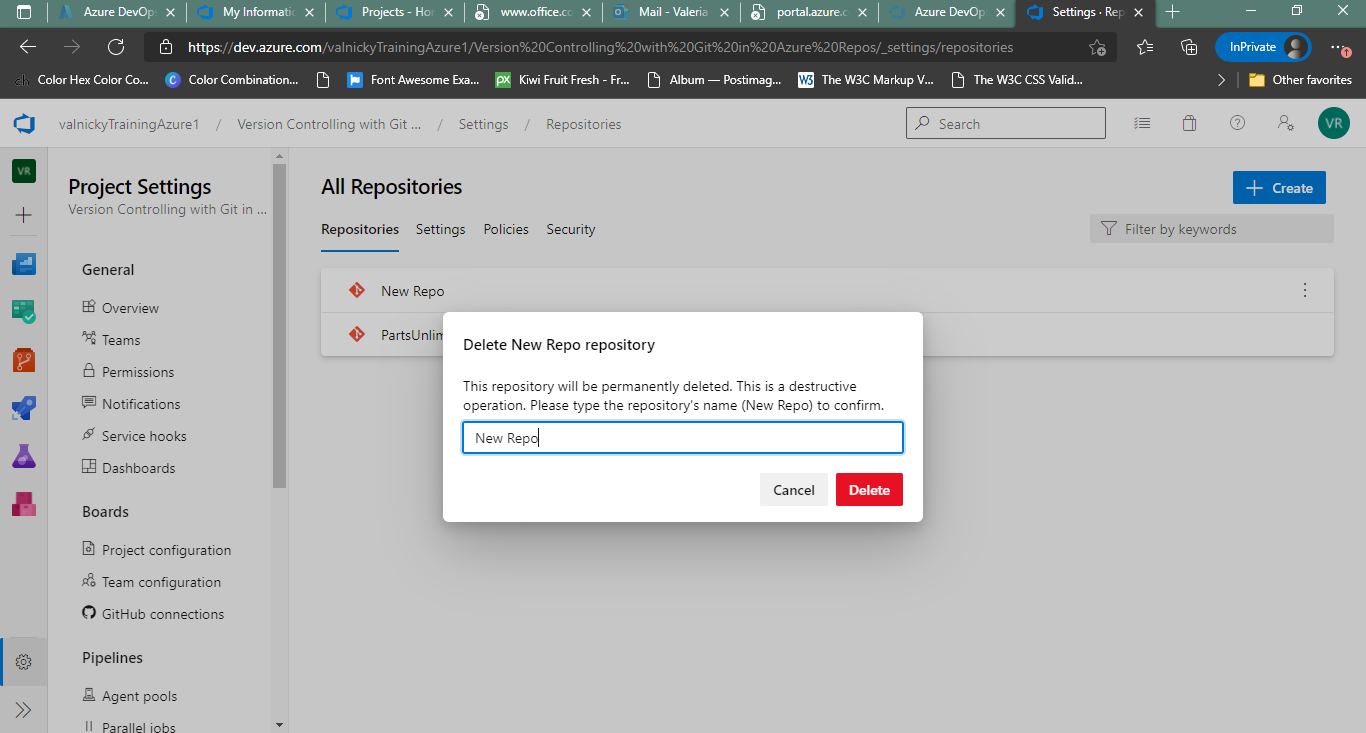 Azure DevOp
My Informati
Projects - Ho
www.office.co
Mail - Valeria
portal.azure.c
Azure DevOp
Settings · Rep
https://dev.azure.com/valnickyTrainingAzure1/Version%20Controlling%20with%20Git%20in%20Azure%20Repos/_settings/repositories
InPrivate
Color Hex Color Co...
Color Combination...
Font Awesome Exa...
Kiwi Fruit Fresh - Fr...
Album — Postimag...
The W3C Markup V...
The W3C CSS Valid...
Other favorites
valnickyTrainingAzure1 / Version Controlling with Git ... / Settings / Repositories
Search
VR
VR
Project Settings
Version Controlling with Git in ...
General
Overview
Teams
Permissions
Notifications
Service hooks
Dashboards
Boards
Project configuration
Team configuration
GitHub connections
Pipelines
Agent pools
Parallel jobs
All Repositories
Create
Repositories
Settings
Policies
Security
Filter by keywords
New Repo
PartsUnlim
Delete New Repo repository
This repository will be permanently deleted. This is a destructive
operation. Please type the repository's name (New Repo) to confirm.
New Repo
Cancel
Delete